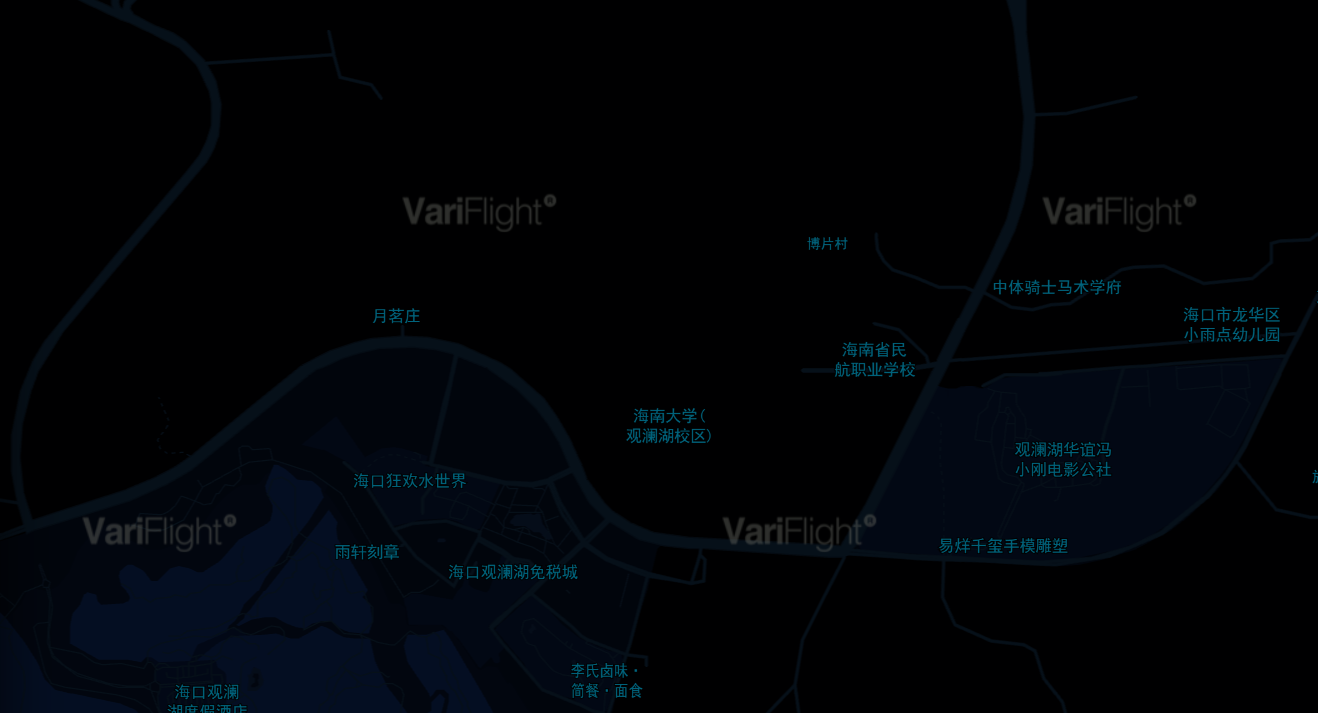 VariFlight
VariFlight
博片村
中体骑士马术学府
月茗庄
海口市龙华区
小雨点幼儿园
海南省民
航职业学校
海南大学(
观澜湖校区)
观澜湖华谊冯
小刚电影公社
海口狂欢水世界
VariFlight
VariFlight
易烊千玺手模雕塑
雨轩刻章
海口观澜湖免税城
李氏卤味·
简餐·面食
海口观澜
湖度假酒店